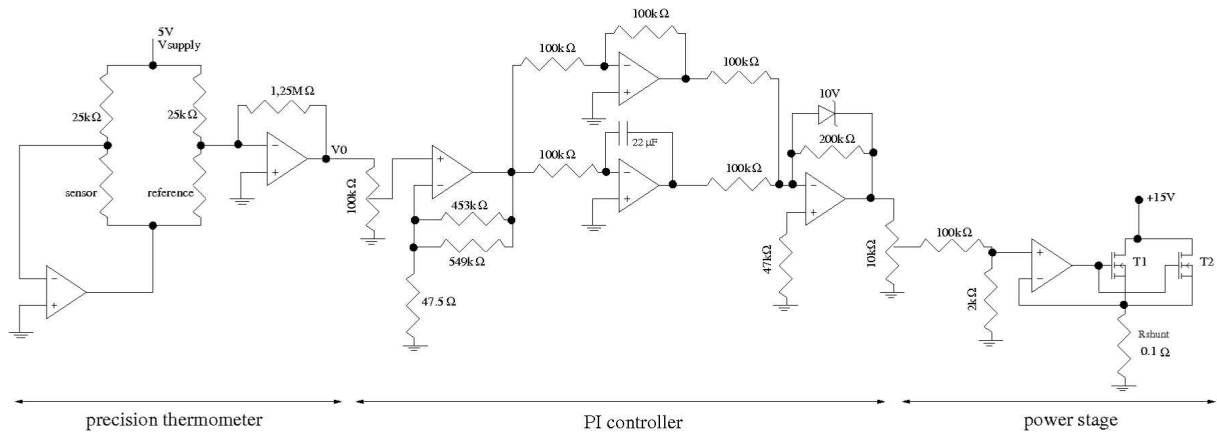 5V
Vsupply
25kΩ
25kΩ
sensor
reference
1,25MΩ
V0
100kΩ
453kΩ
549kΩ
47.5 Ω
100kΩ
100kΩ
100kΩ
100kΩ
22 μF
100kΩ
10V
200kΩ
47kΩ
10kΩ
100kΩ
2kΩ
+15V
T1
T2
Rshunt
0.1 Ω
precision thermometer
PI controller
power stage